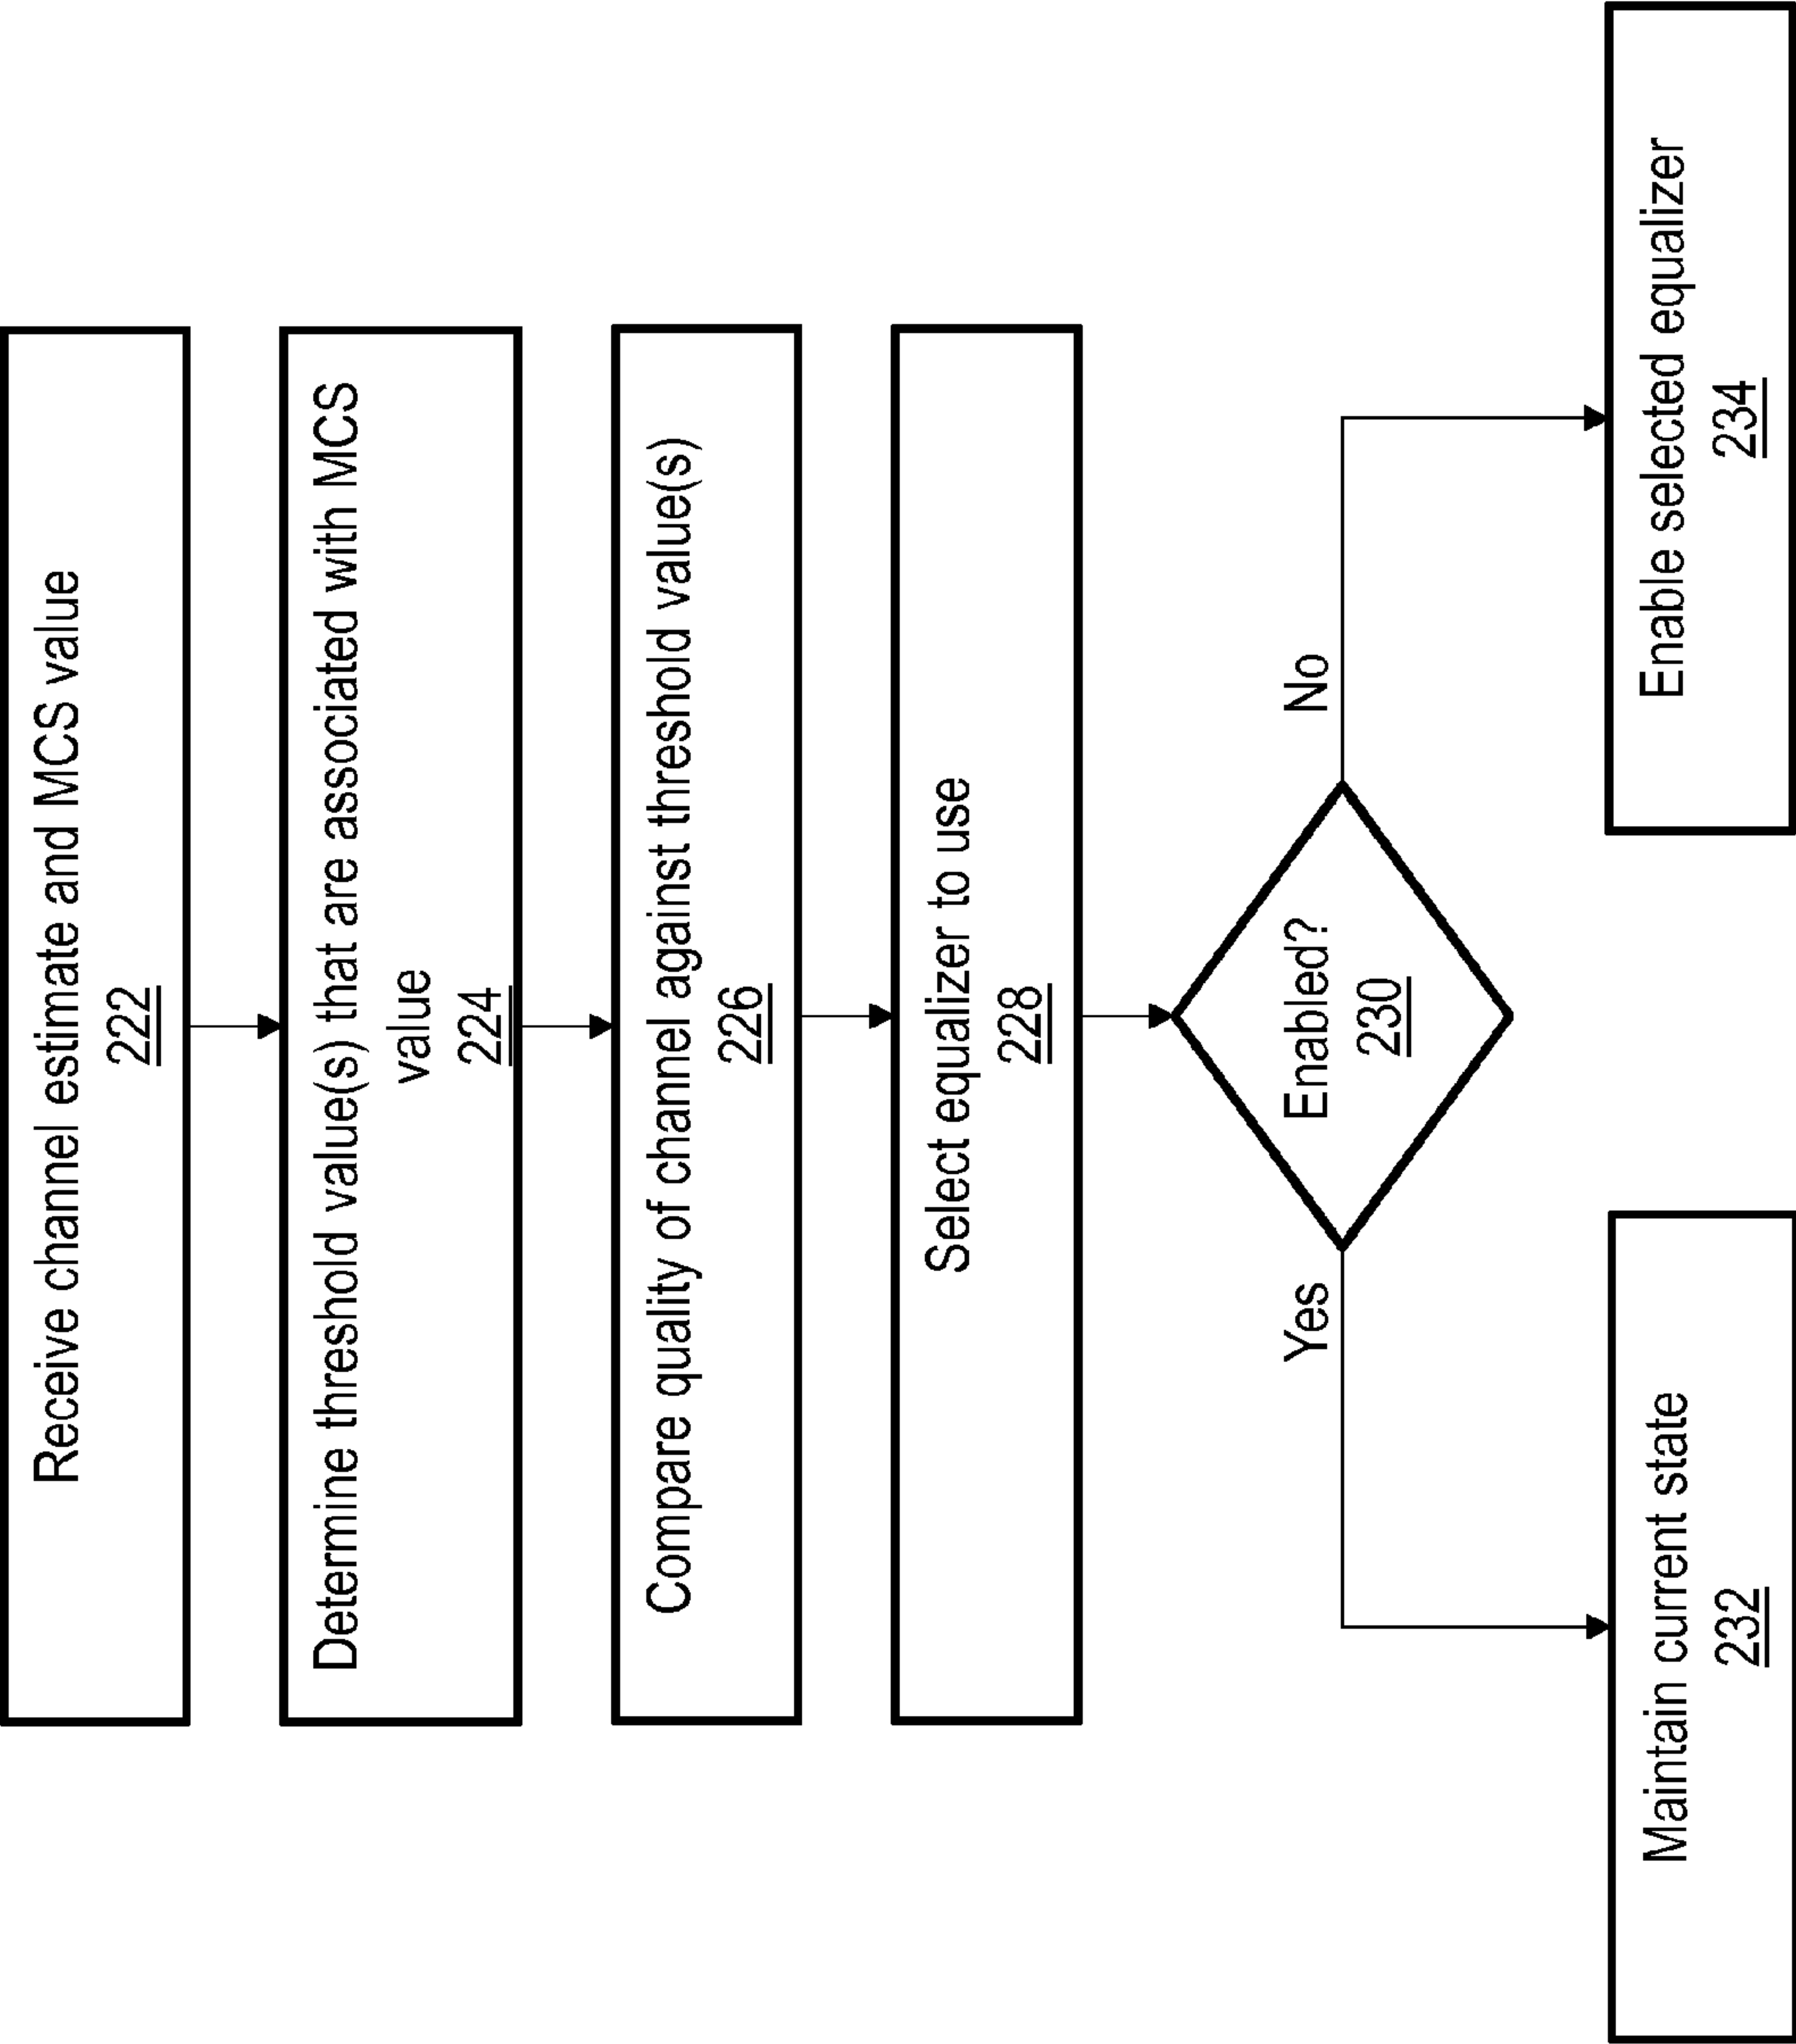 Receive channel estimate and MCS value
222
Determine threshold value(s) that are associated with MCS
value
224
Compare quality of channel against threshold value(s)
226
Select equalizer to use
228
Enabled?
230
Yes
No
Maintain current state
232
Enable selected equalizer
234